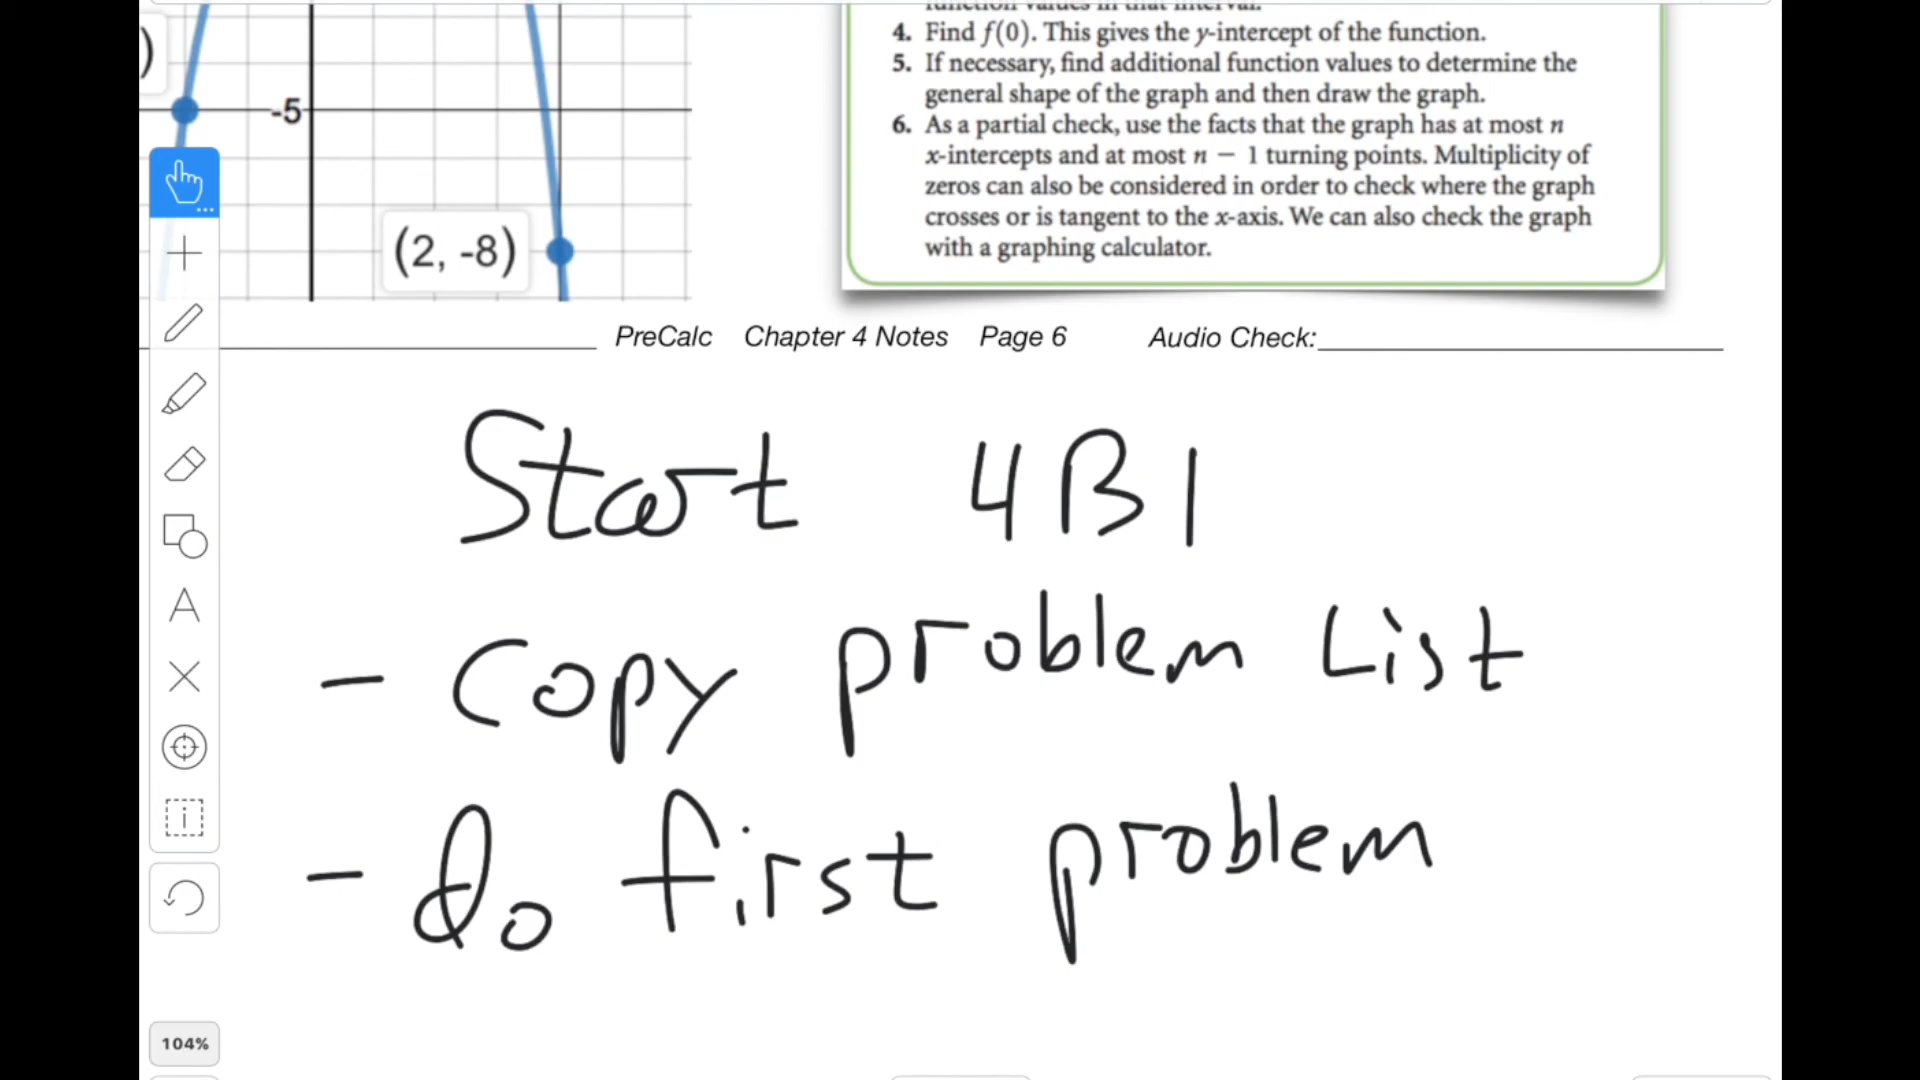 function values in that interval.
4. Find f(0). This gives the y-intercept of the function.
5. If necessary, find additional function values to determine the
general shape of the graph and then draw the graph.
6. As a partial check, use the facts that the graph has at most n
x-intercepts and at most n − 1 turning points. Multiplicity of
zeros can also be considered in order to check where the graph
crosses or is tangent to the x-axis. We can also check the graph
with a graphing calculator.
)
-5
(2, -8)
PreCalc Chapter 4 Notes Page 6 Audio Check:
Start 4B1
- Copy problem List
- do first problem
A
i
104%